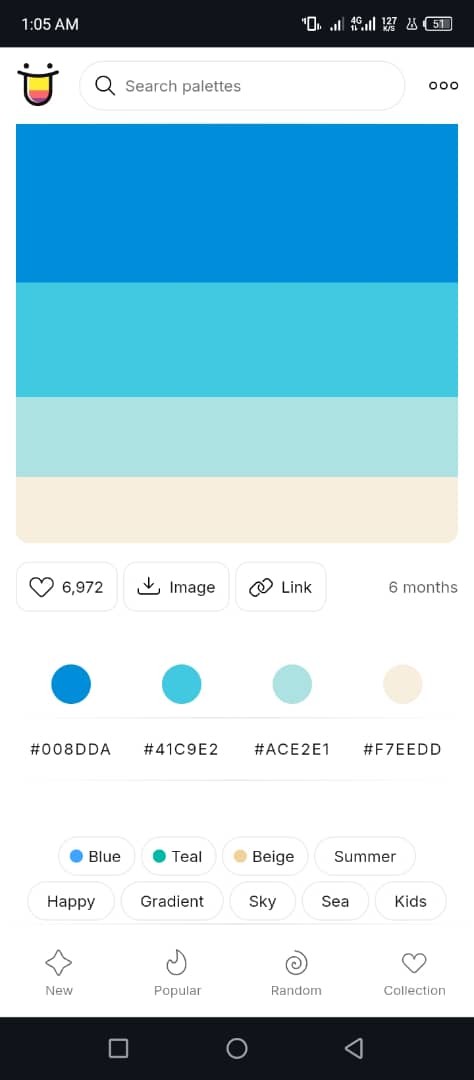 1:05 AM 4G 127 K/S 51
Search palettes
6,972 Image Link 6 months
#008DDA #41C9E2 #ACE2E1 #F7EEDD
Blue Teal Beige Summer
Happy Gradient Sky Sea Kids
New Popular Random Collection